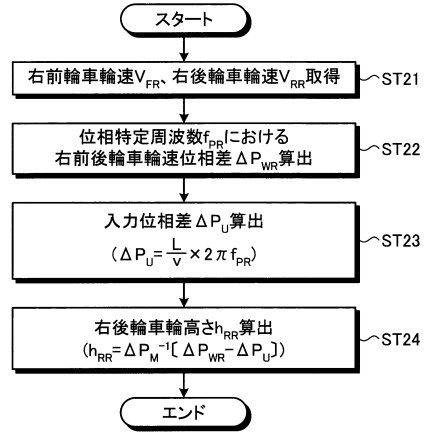 スタート
右前輪車輪速V_FR、右後輪車輪速V_RR取得
ST21
位相特定周波数f_PRにおける
右前後輪車輪速位相差ΔP_WR算出
ST22
入力位相差ΔP_U算出
(ΔP_U=L/V×2πf_PR)
ST23
右後輪車輪高さh_RR算出
(h_RR=ΔP_M^-1[ΔP_WR-ΔP_U])
ST24
エンド